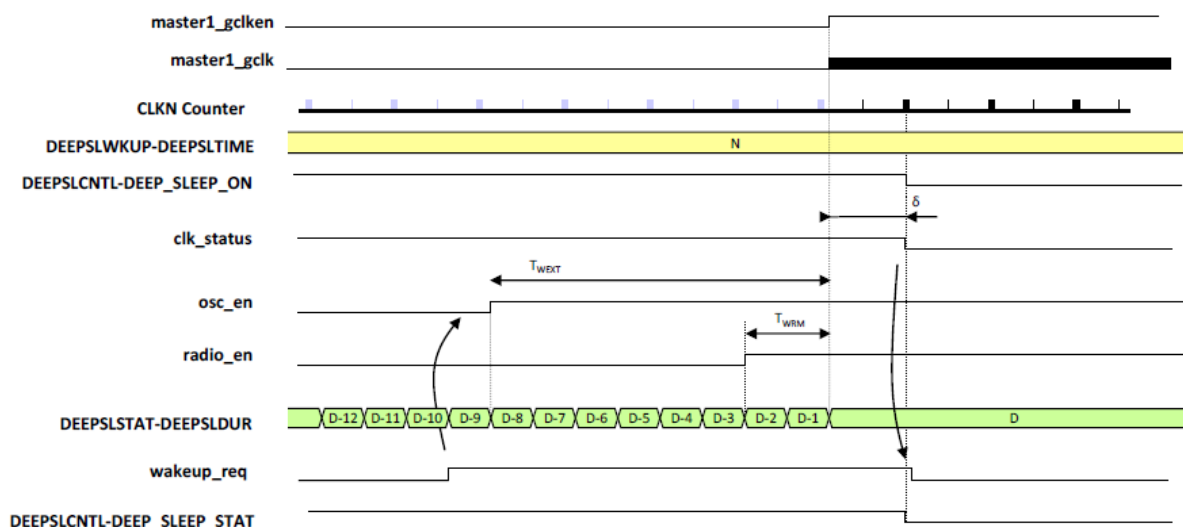 master1_gclken
master1_gclk
CLKN Counter
DEEPSLWKUP-DEEPSLTIME
N
DEEPSLCNTL-DEEP_SLEEP_ON
δ
clk_status
TWEXT
osc_en
TWRM
radio_en
DEEPSLSTAT-DEEPSLDUR
D-12 D-11 D-10 D-9 D-8 D-7 D-6 D-5 D-4 D-3 D-2 D-1 D
wakeup_req
DEEPSLCNTL-DEEP_SLEEP_STAT